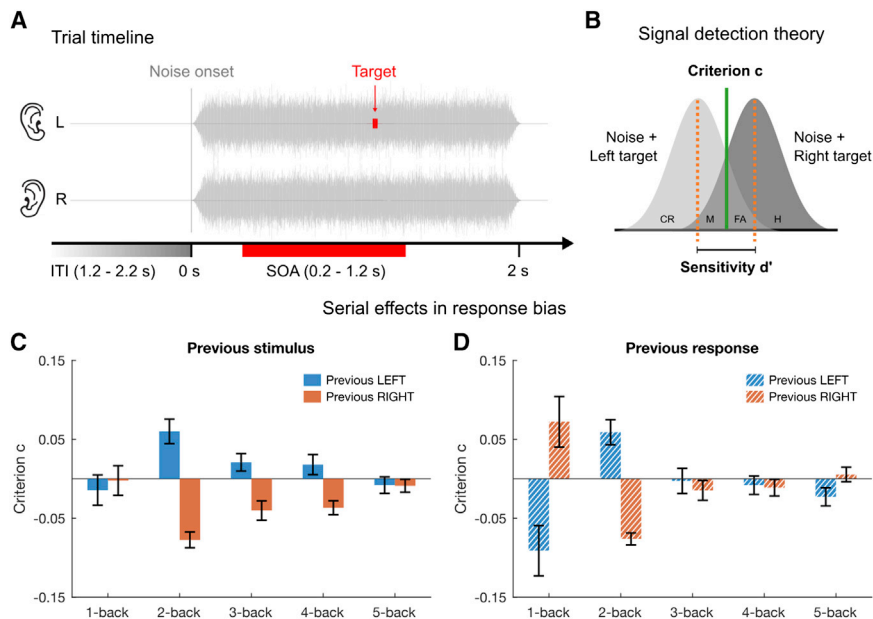 A
Trial timeline
Noise onset
Target
L
R
ITI (1.2 - 2.2 s)
0 s
SOA (0.2 - 1.2 s)
2 s
B
Signal detection theory
Criterion c
Noise +
Left target
Noise +
Right target
CR
M
FA
H
Sensitivity d'
Serial effects in response bias
C
Previous stimulus
Previous LEFT
Previous RIGHT
Criterion c
0.15
0.05
-0.05
-0.15
1-back
2-back
3-back
4-back
5-back
D
Previous response
Previous LEFT
Previous RIGHT
Criterion c
0.15
0.05
-0.05
-0.15
1-back
2-back
3-back
4-back
5-back